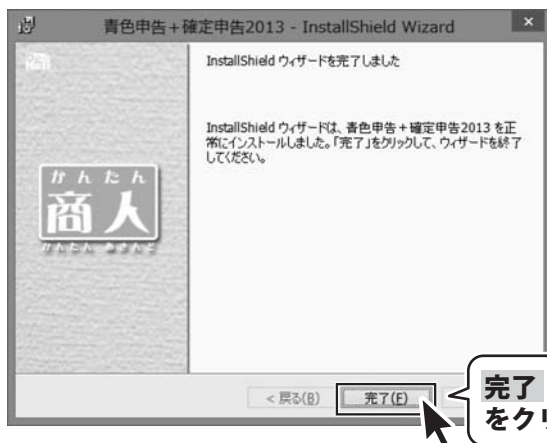 青色申告+確定申告2013 - InstallShield Wizard
InstallShield ウィザードを完了しました
InstallShield ウィザードは、青色申告+確定申告2013 を正
常にインストールしました。「完了」をクリックして、ウィザードを終了
してください。
かんたん
商人
< 戻る(B)
完了(F)
完了
をクリ